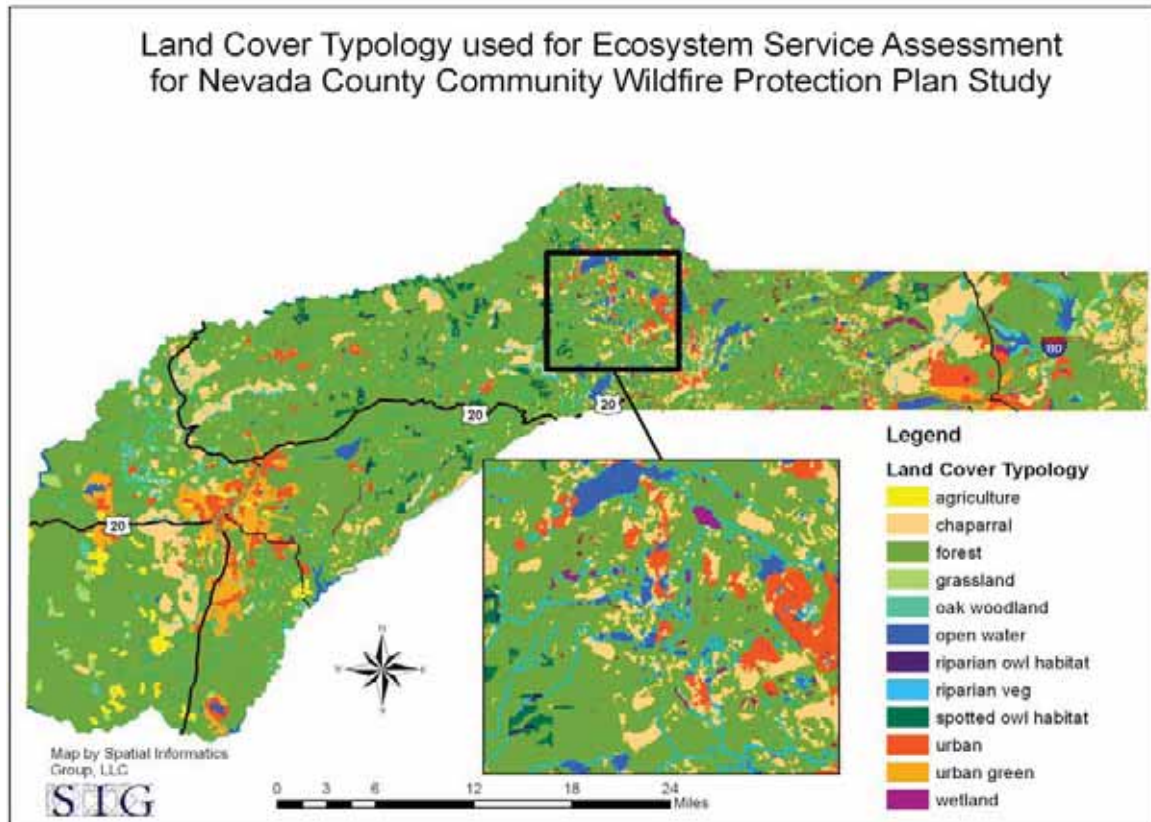 Land Cover Typology used for Ecosystem Service Assessment
for Nevada County Community Wildfire Protection Plan Study
20
20
20
80
N
W
E
S
Legend
Land Cover Typology
agriculture
chaparral
forest
grassland
oak woodland
open water
riparian owl habitat
riparian veg
spotted owl habitat
urban
urban green
wetland
Map by Spatial Informatics
Group, LLC
SIG
0 3 6 12 18 24
Miles